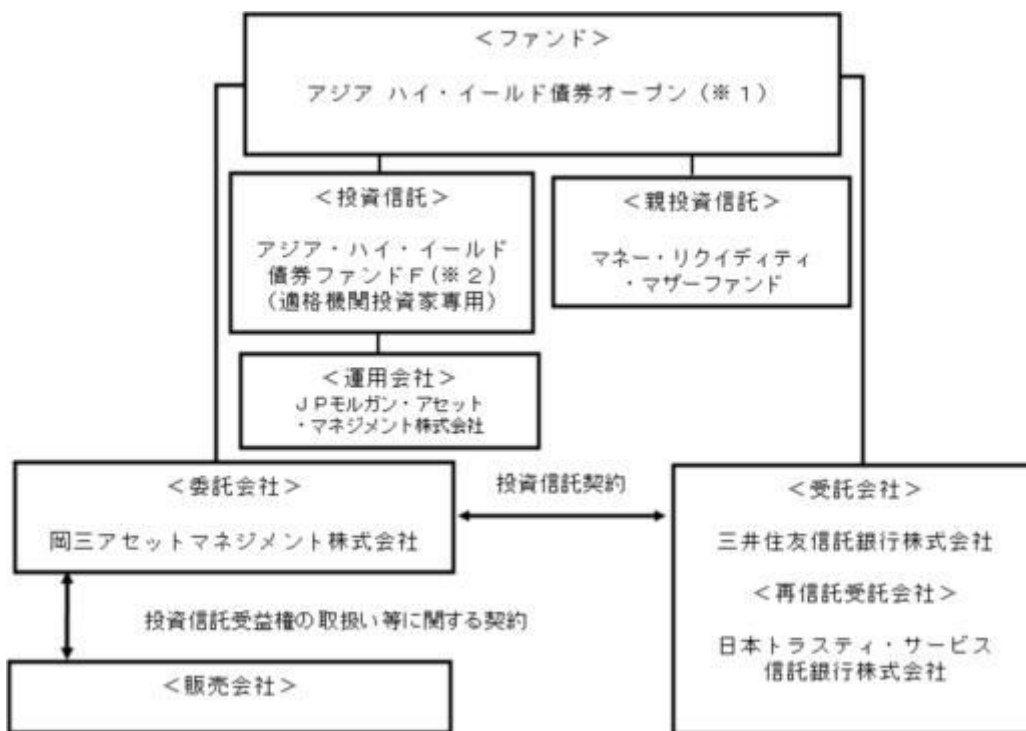 ＜ファンド＞
アジア ハイ・イールド債券オープン（※１）
＜投資信託＞
アジア・ハイ・イールド
債券ファンドＦ（※２）
（適格機関投資家専用）
＜親投資信託＞
マネー・リクイディティ
・マザーファンド
＜運用会社＞
ＪＰモルガン・アセット
・マネジメント株式会社
＜委託会社＞
岡三アセットマネジメント株式会社
投資信託契約
＜受託会社＞
三井住友信託銀行株式会社
＜再信託受託会社＞
日本トラスティ・サービス
信託銀行株式会社
投資信託受益権の取扱い等に関する契約
＜販売会社＞